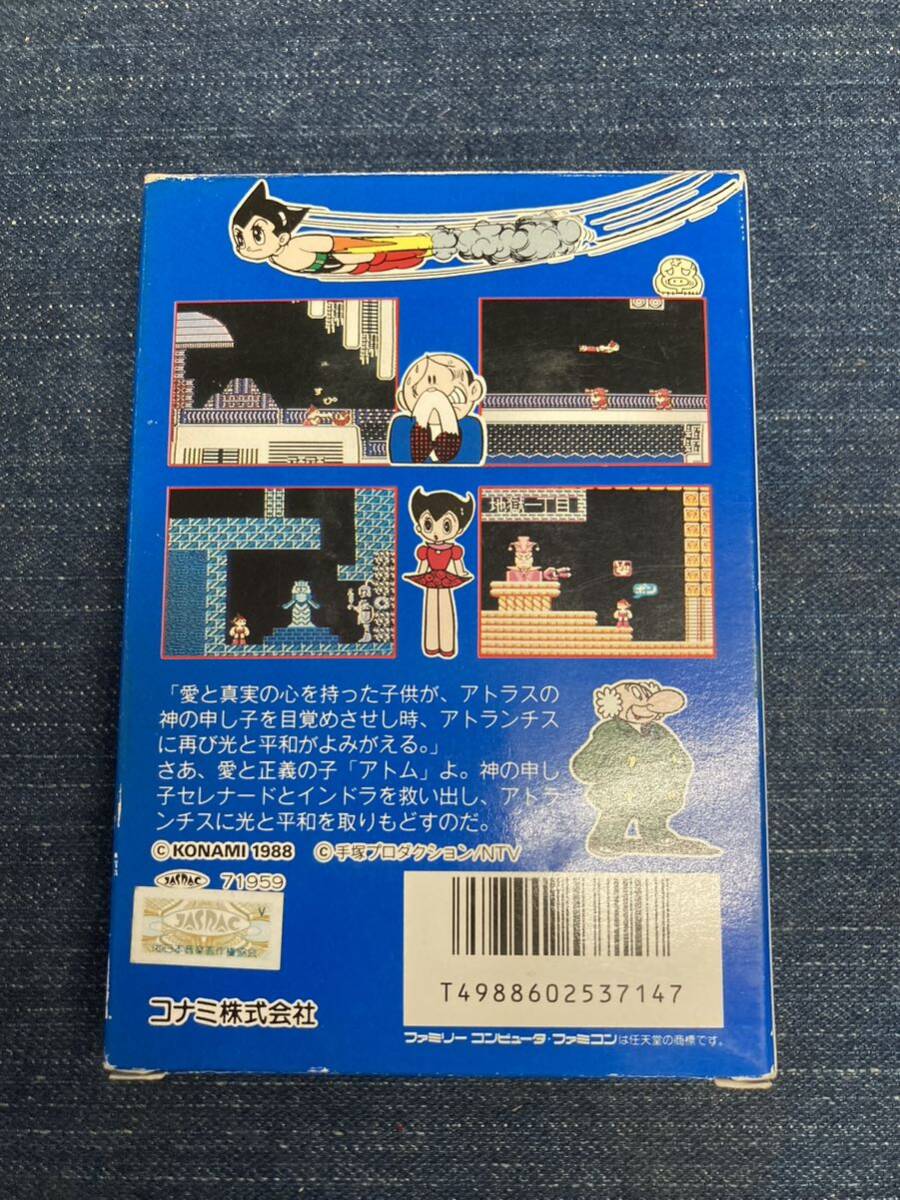 すぴ
地獄一丁目
ポン
「愛と真実の心を持った子供が、アトラスの
神の申し子を目覚めさせし時、アトランチス
に再び光と平和がよみがえる。」
さあ、愛と正義の子「アトム」よ。神の申し
子セレナードとインドラを救い出し、アトラ
ンチスに光と平和を取りもどすのだ。
©KONAMI 1988 ©手塚プロダクション/NTV
JASRAC 71959
JASRAC
T4988602537147
コナミ株式会社
ファミリーコンピュータ・ファミコンは任天堂の商標です。